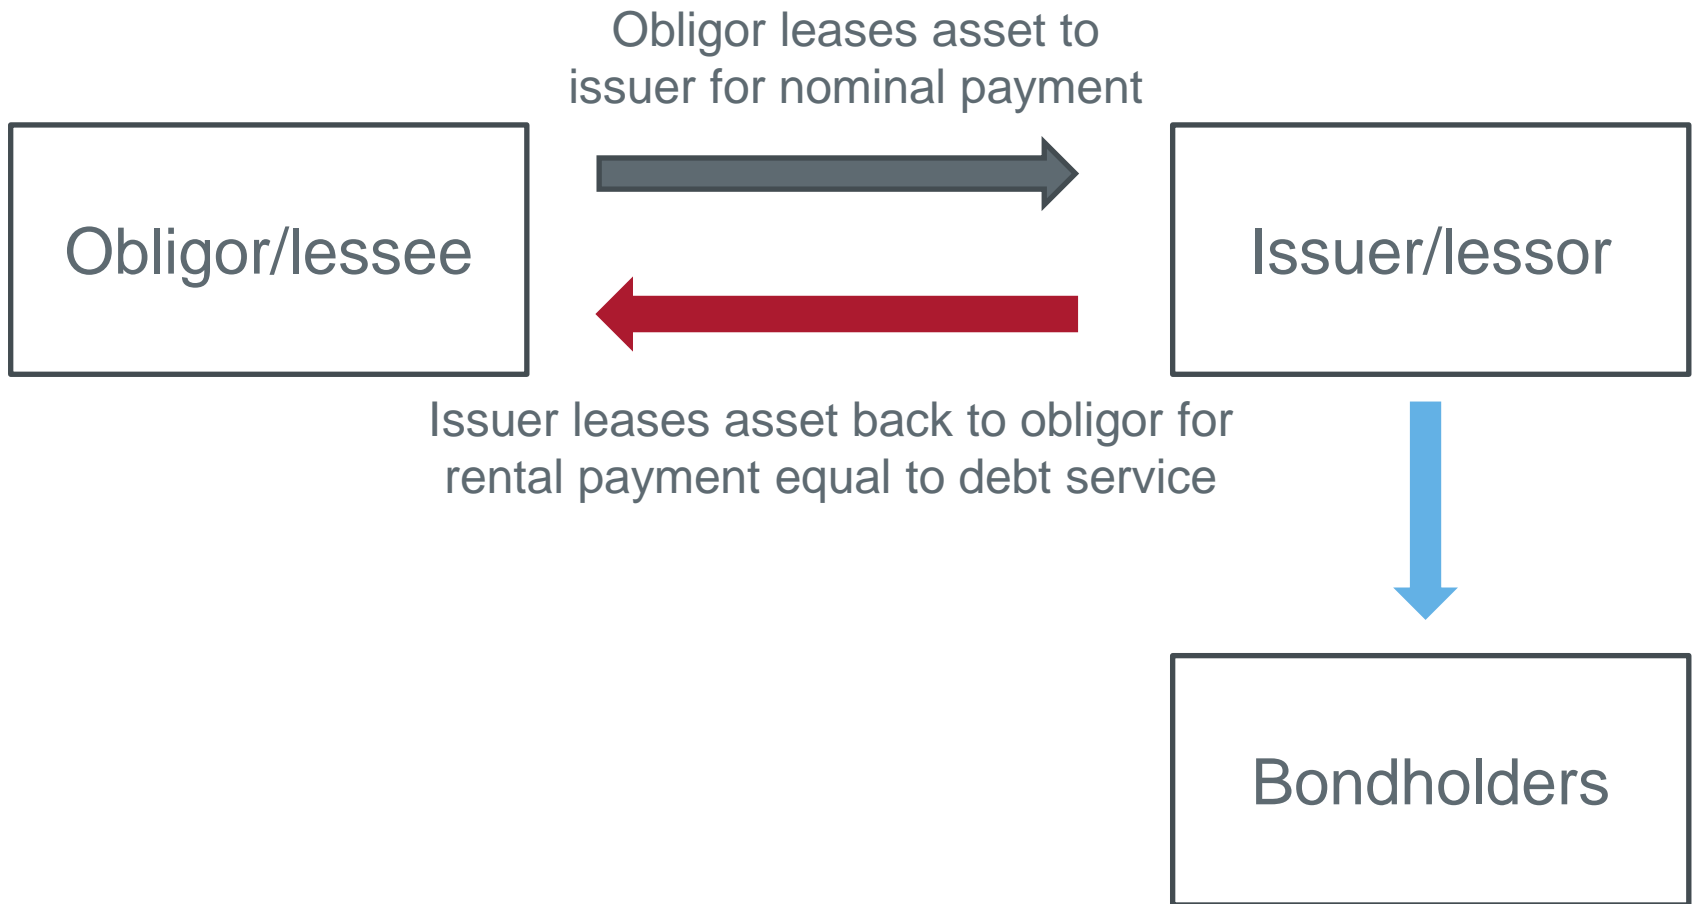 Obligor leases asset to
issuer for nominal payment
Obligor/lessee
Issuer/lessor
Issuer leases asset back to obligor for
rental payment equal to debt service
Bondholders